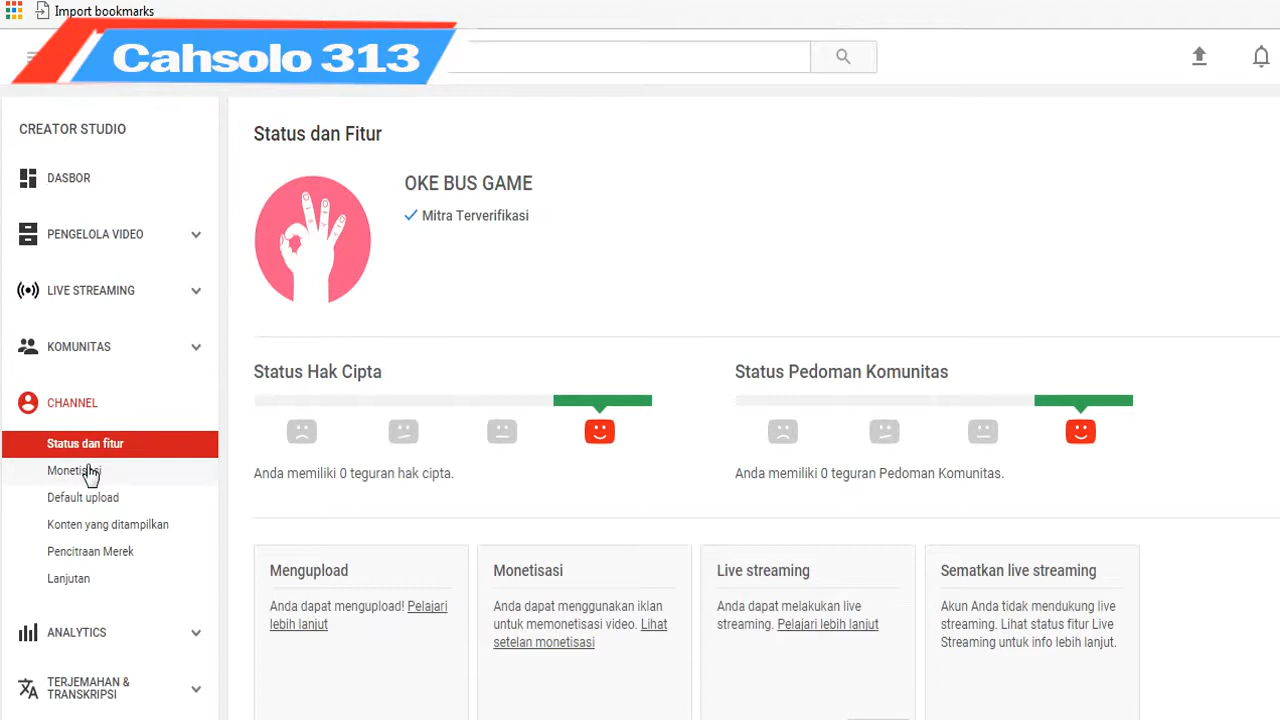 Import bookmarks
Cahsolo 313
CREATOR STUDIO
DASBOR
PENGELOLA VIDEO
LIVE STREAMING
KOMUNITAS
CHANNEL
Status dan fitur
Monetisasi
Default upload
Konten yang ditampilkan
Pencitraan Merek
Lanjutan
ANALYTICS
TERJEMAHAN &
TRANSKRIPSI
Status dan Fitur
OKE BUS GAME
Mitra Terverifikasi
Status Hak Cipta
Anda memiliki 0 teguran hak cipta.
Status Pedoman Komunitas
Anda memiliki 0 teguran Pedoman Komunitas.
Mengupload
Anda dapat mengupload! Pelajari
lebih lanjut
Monetisasi
Anda dapat menggunakan iklan
untuk memonetisasi video. Lihat
setelan monetisasi
Live streaming
Anda dapat melakukan live
streaming. Pelajari lebih lanjut
Sematkan live streaming
Akun Anda tidak mendukung live
streaming. Lihat status fitur Live
Streaming untuk info lebih lanjut.